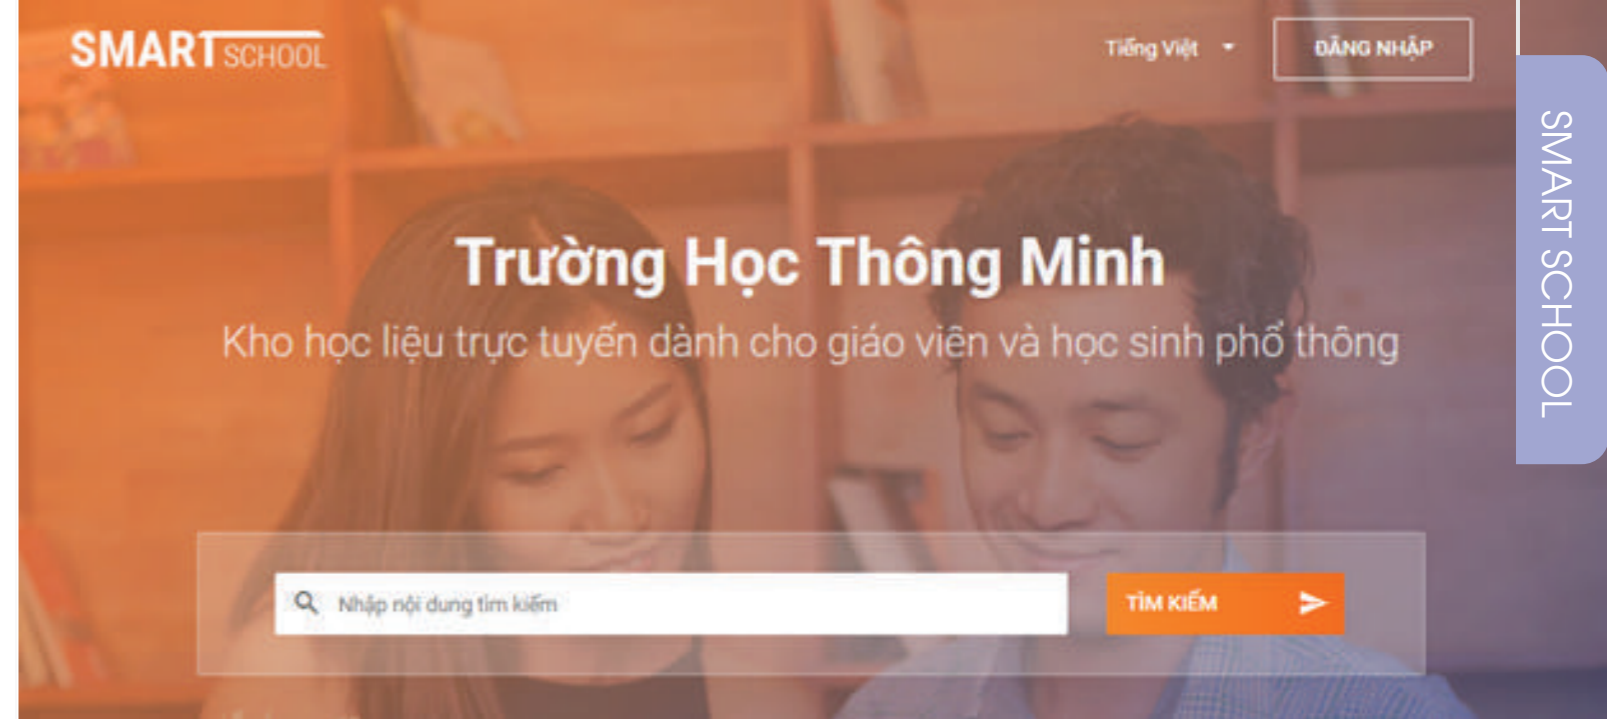 SMART SCHOOL
Tiếng Việt
ĐĂNG NHẬP
Trường Học Thông Minh
Kho học liệu trực tuyến dành cho giáo viên và học sinh phổ thông
Nhập nội dung tìm kiếm
TÌM KIẾM
SMART SCHOOL